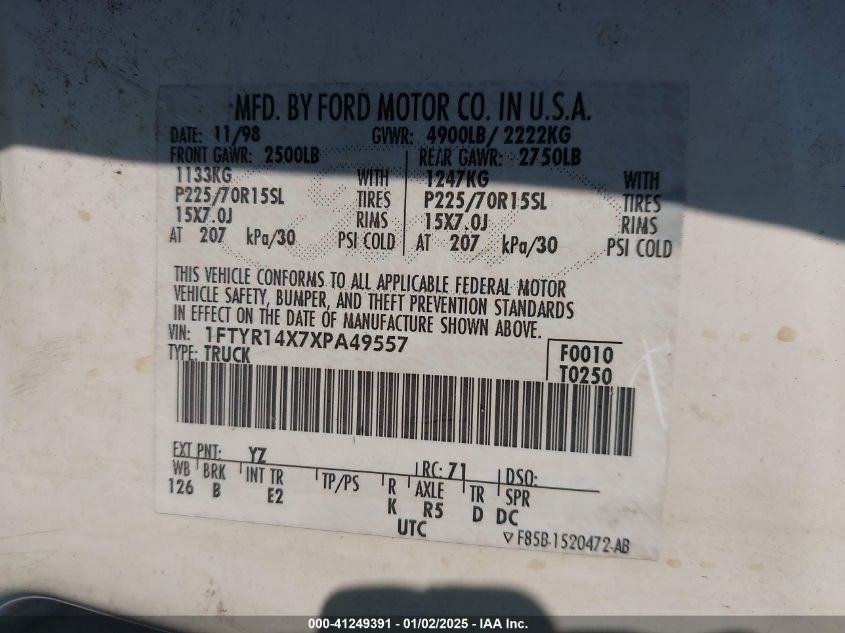 MFD. BY FORD MOTOR CO. IN U.S.A.
DATE: 11/98 GVWR: 4900LB/ 2222KG
FRONT GAWR: 2500LB REAR GAWR: 2750LB
1133KG WITH 1247KG WITH
P225/70R15SL TIRES P225/70R15SL TIRES
15X7.0J RIMS 15X7.0J RIMS
AT 207 kPa/30 PSI COLD AT 207 kPa/30 PSI COLD
THIS VEHICLE CONFORMS TO ALL APPLICABLE FEDERAL MOTOR
VEHICLE SAFETY, BUMPER, AND THEFT PREVENTION STANDARDS
IN EFFECT ON THE DATE OF MANUFACTURE SHOWN ABOVE.
VIN: 1FTYR14X7XPA49557 F0010
TYPE: TRUCK T0250
EXT PNT: YZ RC: 71 DSO:
WB BRK INT TR TP/PS R AXLE TR SPR
126 B E2 K R5 D DC
UTC ▽ F85B-1520472-AB
000-41249391 - 01/02/2025 - IAA Inc.